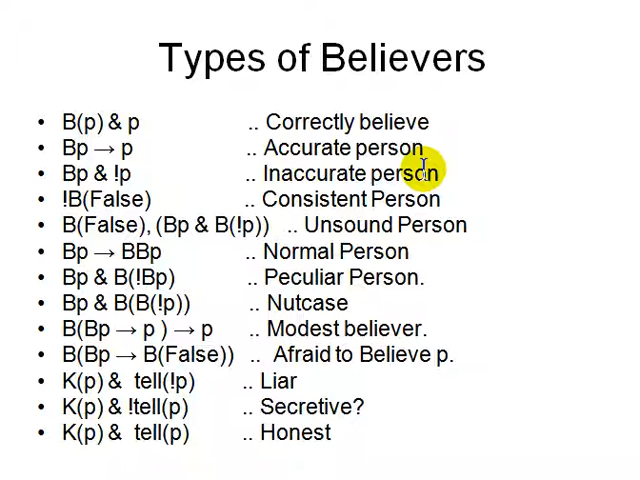 Types of Believers
• B(p) & p .. Correctly believe
• Bp → p .. Accurate person
• Bp & !p .. Inaccurate person
• !B(False) .. Consistent Person
• B(False), (Bp & B(!p)) .. Unsound Person
• Bp → BBp .. Normal Person
• Bp & B(!Bp) .. Peculiar Person.
• Bp & B(B(!p)) .. Nutcase
• B(Bp → p ) → p .. Modest believer.
• B(Bp → B(False)) .. Afraid to Believe p.
• K(p) & tell(!p) .. Liar
• K(p) & !tell(p) .. Secretive?
• K(p) & tell(p) .. Honest